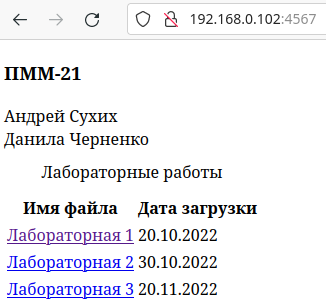 192.168.0.102:4567
ПММ-21
Андрей Сухих
Данила Черненко
Лабораторные работы
Имя файла Дата загрузки
Лабораторная 1 20.10.2022
Лабораторная 2 30.10.2022
Лабораторная 3 20.11.2022